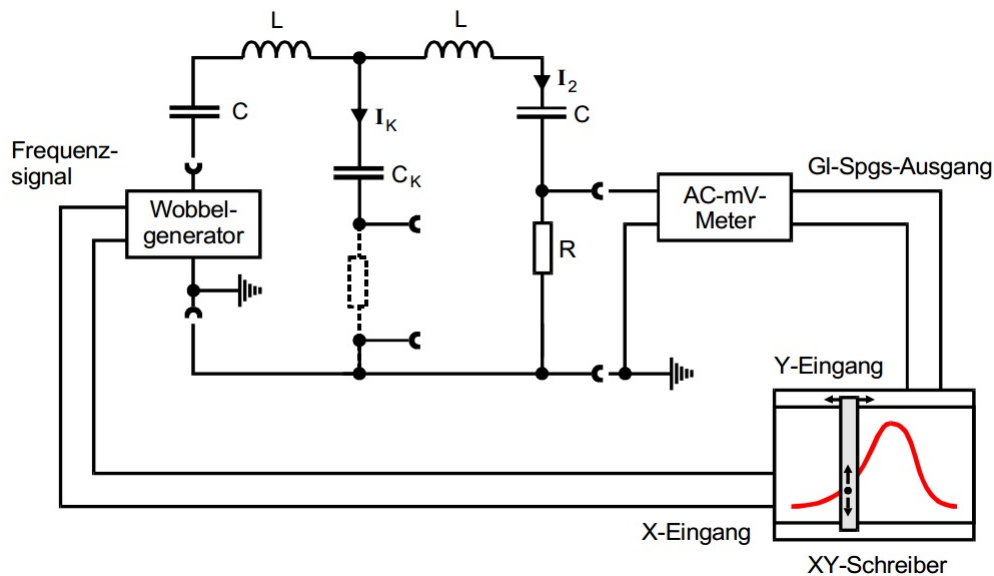 L
L
I2
C
IK
C
Frequenz-
signal
CK
Gl-Spgs-Ausgang
Wobbel-
generator
AC-mV-
Meter
R
Y-Eingang
X-Eingang
XY-Schreiber